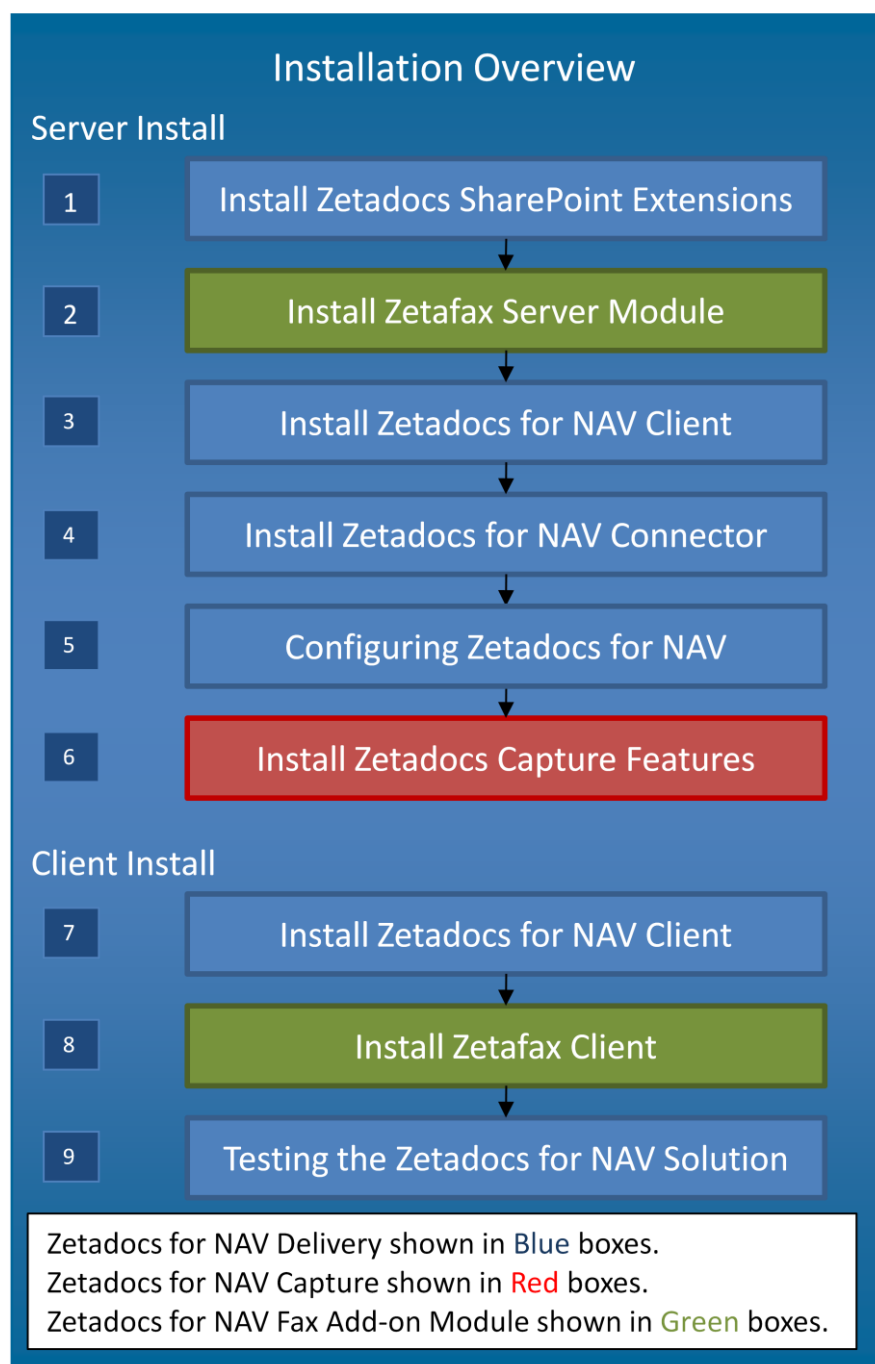 Installation Overview
Server Install
1 Install Zetadocs SharePoint Extensions
2 Install Zetafax Server Module
3 Install Zetadocs for NAV Client
4 Install Zetadocs for NAV Connector
5 Configuring Zetadocs for NAV
6 Install Zetadocs Capture Features
Client Install
7 Install Zetadocs for NAV Client
8 Install Zetafax Client
9 Testing the Zetadocs for NAV Solution
Zetadocs for NAV Delivery shown in Blue boxes.
Zetadocs for NAV Capture shown in Red boxes.
Zetadocs for NAV Fax Add-on Module shown in Green boxes.